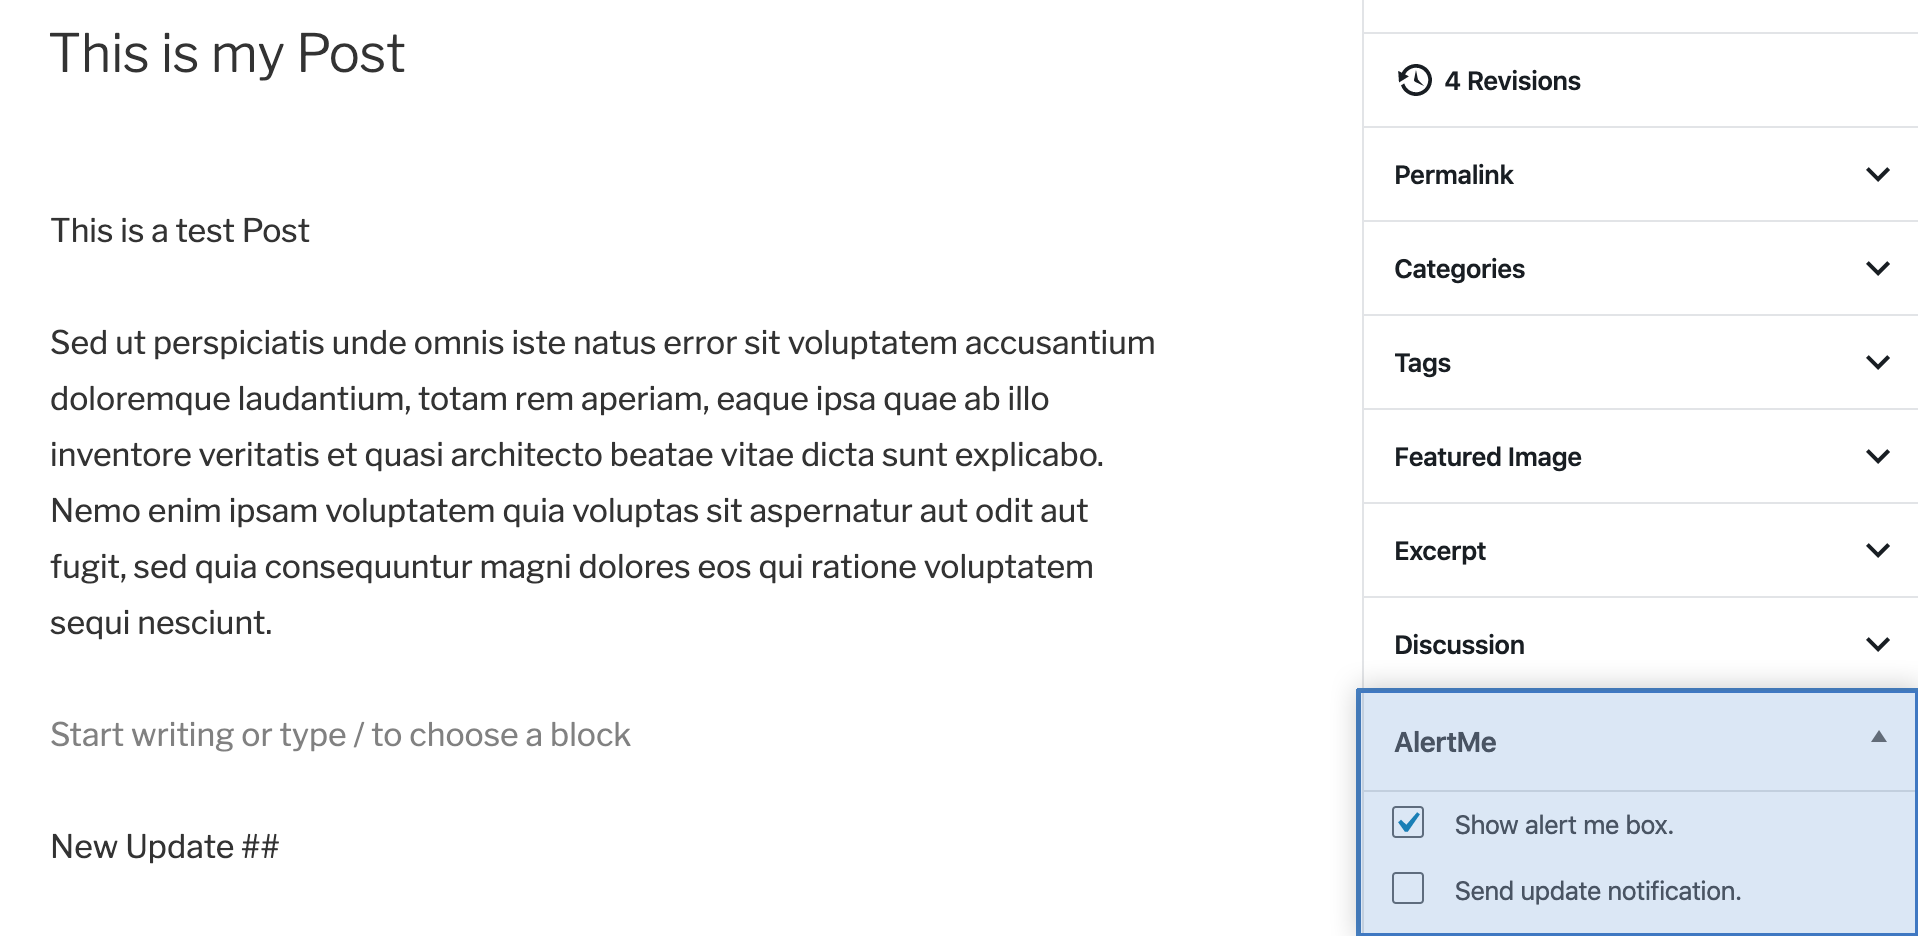 This is my Post
This is a test Post
Sed ut perspiciatis unde omnis iste natus error sit voluptatem accusantium
doloremque laudantium, totam rem aperiam, eaque ipsa quae ab illo
inventore veritatis et quasi architecto beatae vitae dicta sunt explicabo.
Nemo enim ipsam voluptatem quia voluptas sit aspernatur aut odit aut
fugit, sed quia consequuntur magni dolores eos qui ratione voluptatem
sequi nesciunt.
Start writing or type / to choose a block
New Update ##
4 Revisions
Permalink
Categories
Tags
Featured Image
Excerpt
Discussion
AlertMe
Show alert me box.
Send update notification.